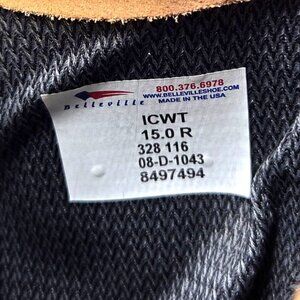 Belleville
800.376.6978
WWW.BELLEVILLESHOE.COM
MADE IN THE USA
ICWT
15.0 R
328 116
08-D-1043
8497494